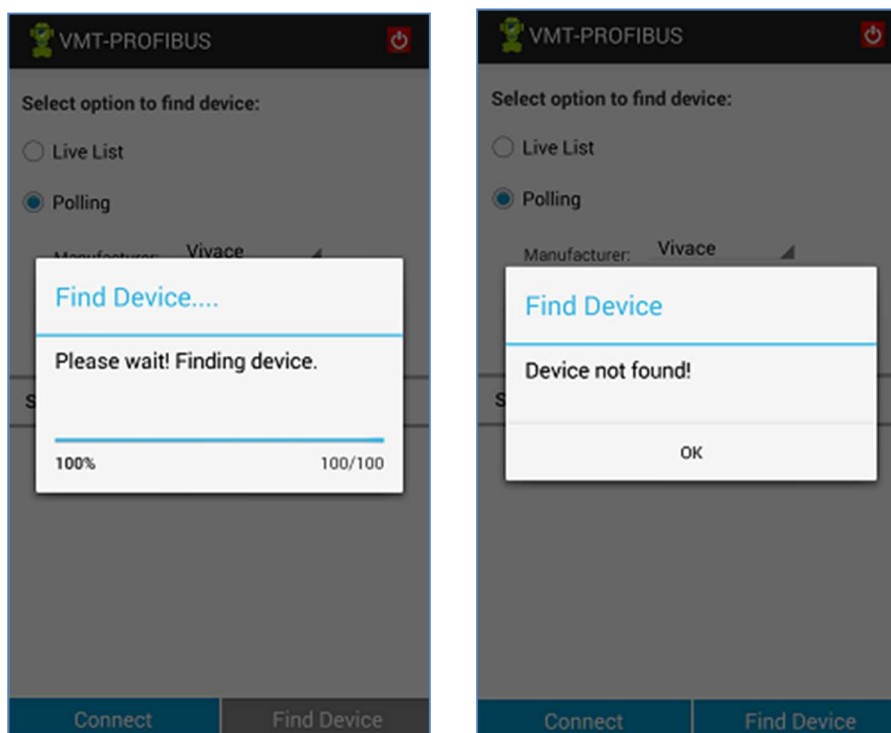 VMT-PROFIBUS
Select option to find device:
Live List
Polling
Manufacturer: Vivace
Find Device....
Please wait! Finding device.
S
100% 100/100
Connect Find Device
VMT-PROFIBUS
Select option to find device:
Live List
Polling
Manufacturer: Vivace
Find Device
Device not found!
S
OK
Connect Find Device